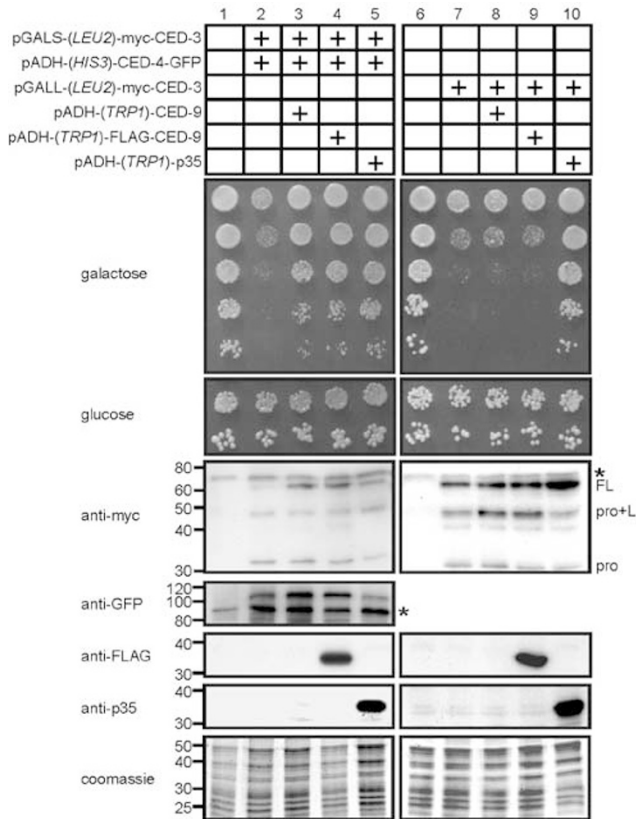 1 2 3 4 5 6 7 8 9 10
pGALS-(LEU2)-myc-CED-3 + + + +
pADH-(HIS3)-CED-4-GFP + + + +
pGALL-(LEU2)-myc-CED-3 + + + +
pADH-(TRP1)-CED-9 + +
pADH-(TRP1)-FLAG-CED-9 + +
pADH-(TRP1)-p35 + +
galactose
glucose
80
60
50
40
30
anti-myc
*
FL
pro+L
pro
120
100
80
anti-GFP
*
40
30
anti-FLAG
40
30
anti-p35
50
40
30
25
coomassie